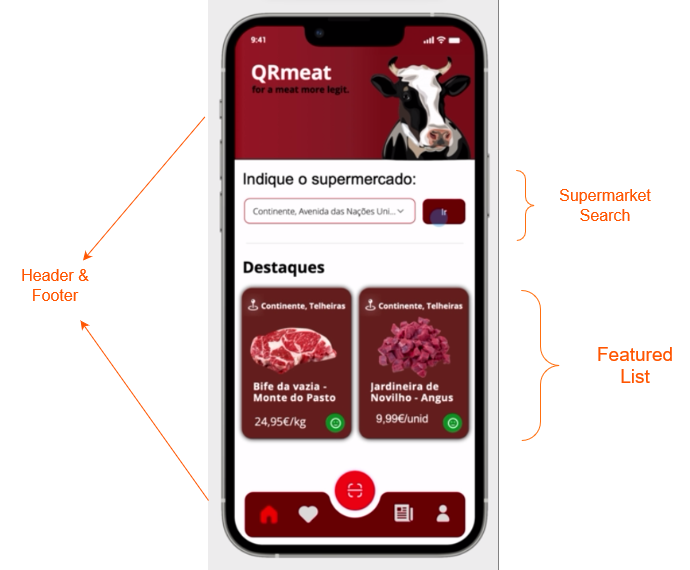 9:41
QRmeat
for a meat more legit.
Indique o supermercado:
Continente, Avenida das Nações Uni...
Ir
Destaques
Continente, Telheiras
Bife da vazia -
Monte do Pasto
24,95€/kg
Continente, Telheiras
Jardineira de
Novilho - Angus
9,99€/unid
Header &
Footer
Supermarket
Search
Featured
List